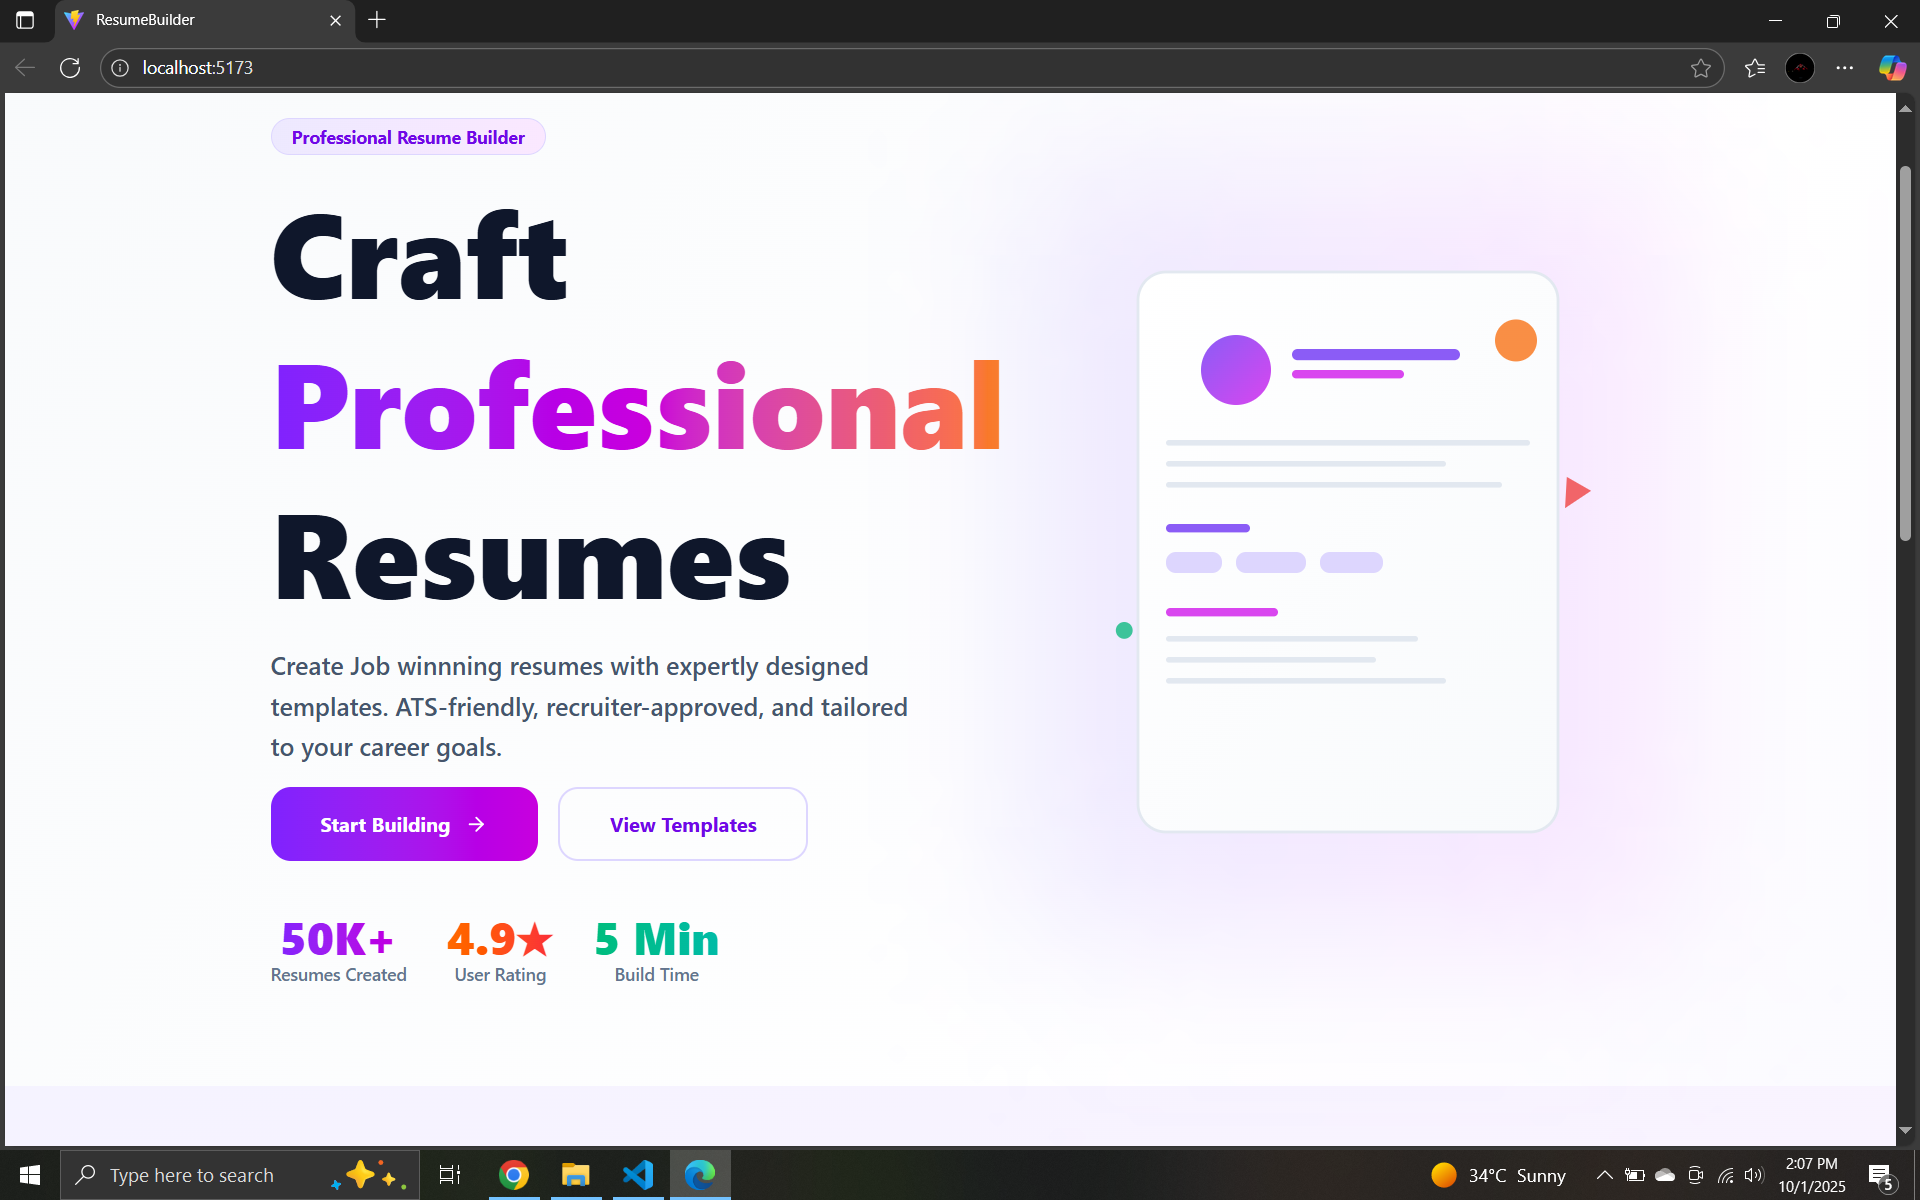 ResumeBuilder
localhost:5173
Professional Resume Builder
Craft
Professional
Resumes
Create Job winnning resumes with expertly designed
templates. ATS-friendly, recruiter-approved, and tailored
to your career goals.
Start Building →
View Templates
50K+
Resumes Created
4.9★
User Rating
5 Min
Build Time
Type here to search
34°C Sunny
2:07 PM
10/1/2025
5